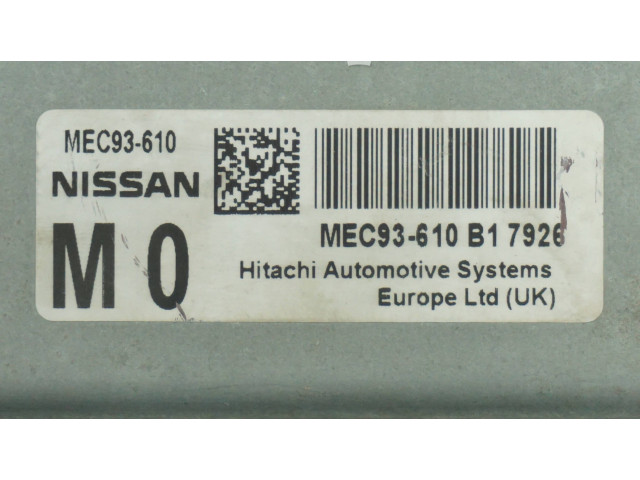 MEC93-610
NISSAN
M 0
MEC93-610 B1 7926
Hitachi Automotive Systems
Europe Ltd (UK)